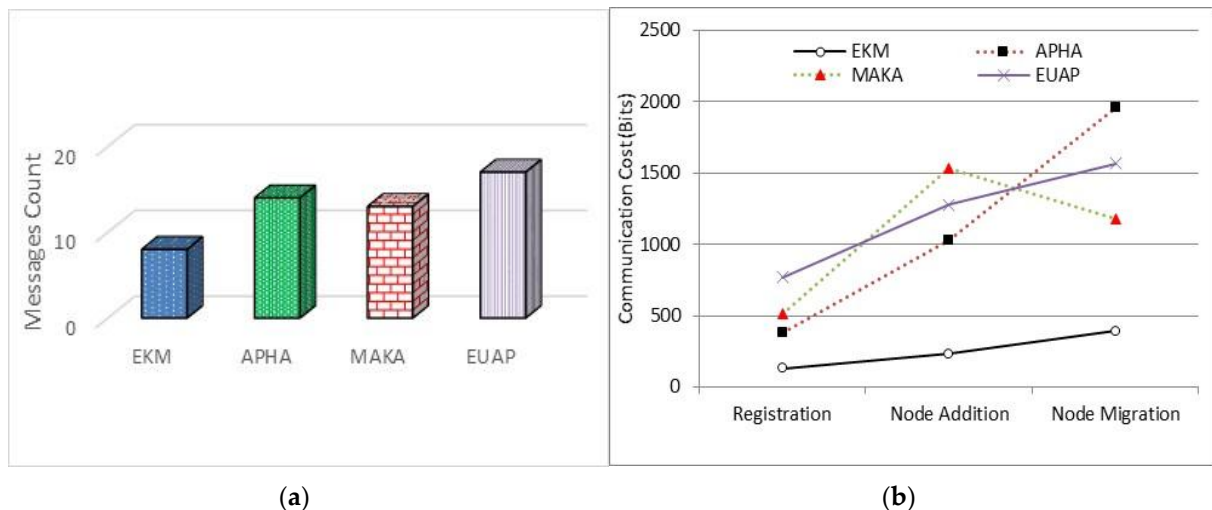 Messages Count
20
10
0
EKM APHA MAKA EUAP
(a)
Communication Cost(Bits)
2500
2000
1500
1000
500
0
EKM APHA
MAKA EUAP
Registration Node Addition Node Migration
(b)